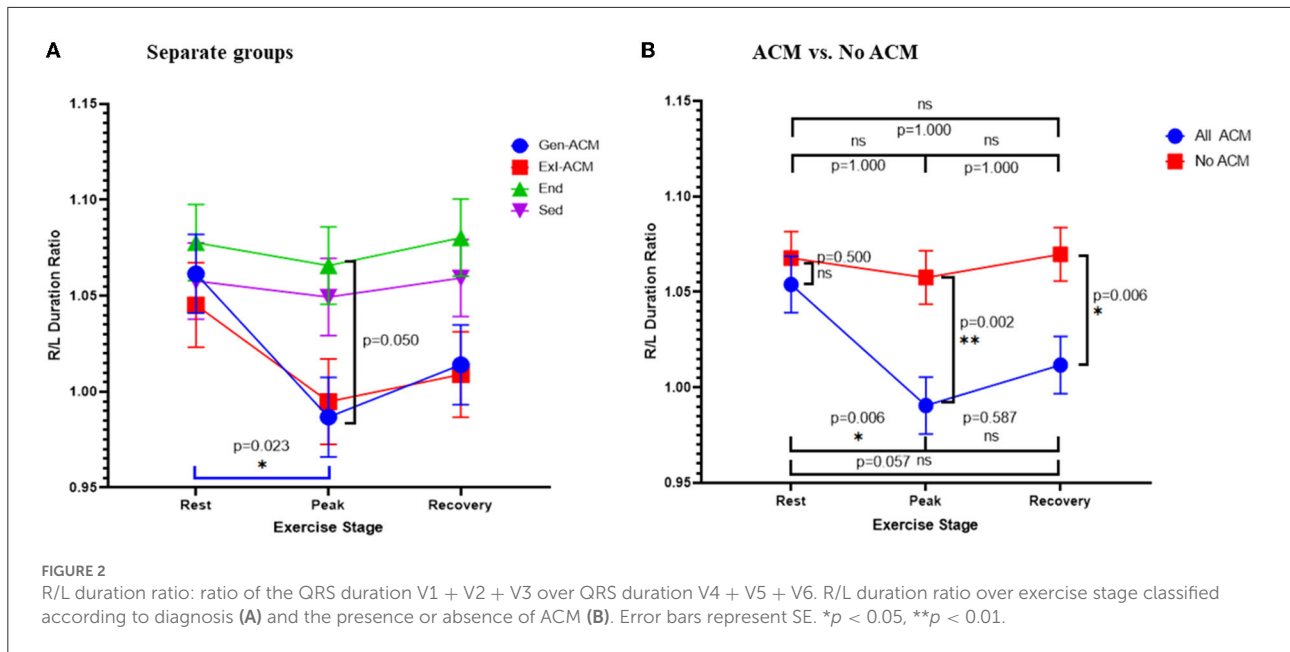 A Separate groups
1.15
1.10
1.05
1.00
0.95
R/L Duration Ratio
Gen-ACM
Exl-ACM
End
Sed
p=0.050
p=0.023
*
Rest Peak Recovery
Exercise Stage
B ACM vs. No ACM
1.15
1.10
1.05
1.00
0.95
R/L Duration Ratio
ns
p=1.000
ns ns
p=1.000 p=1.000
All ACM
No ACM
p=0.500
ns
p=0.002
**
p=0.006
*
p=0.006 p=0.587
* ns
p=0.057 ns
Rest Peak Recovery
Exercise Stage
FIGURE 2
R/L duration ratio: ratio of the QRS duration V1 + V2 + V3 over QRS duration V4 + V5 + V6. R/L duration ratio over exercise stage classified
according to diagnosis (A) and the presence or absence of ACM (B). Error bars represent SE. *p < 0.05, **p < 0.01.